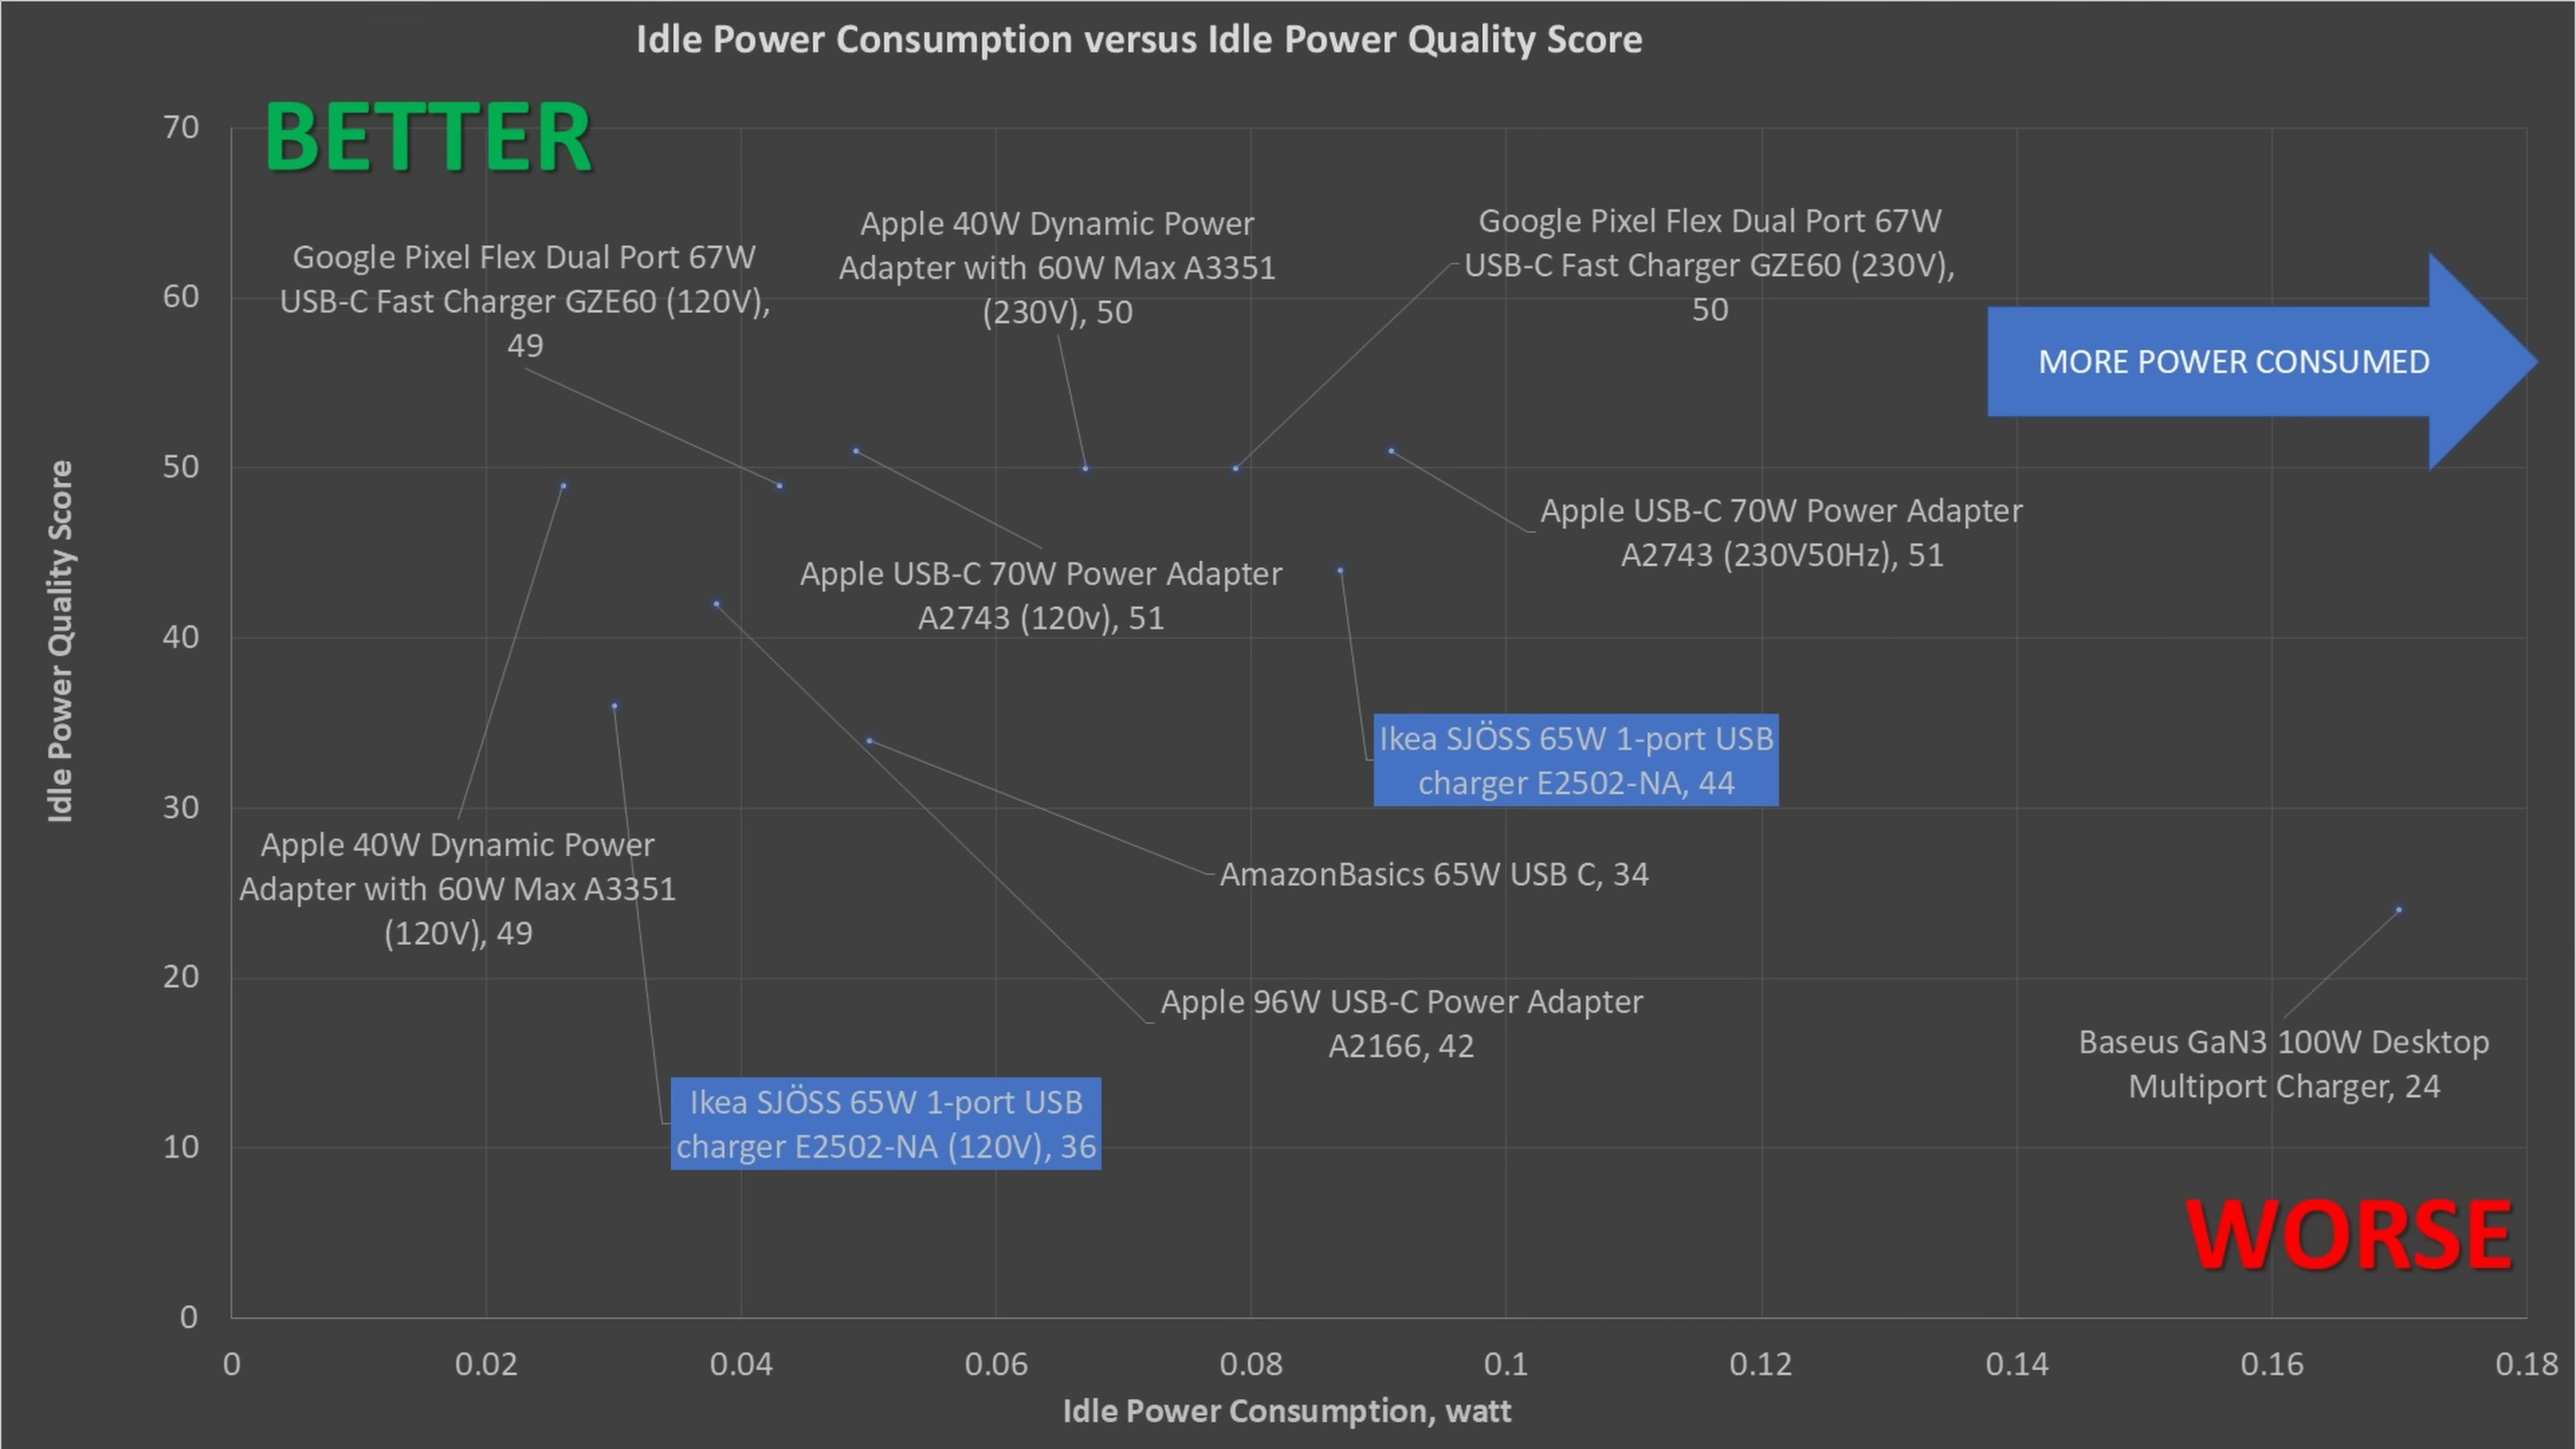 Idle Power Consumption versus Idle Power Quality Score
BETTER
Idle Power Quality Score
70
60
50
40
30
20
10
0
Google Pixel Flex Dual Port 67W
USB-C Fast Charger GZE60 (120V),
49
Apple 40W Dynamic Power
Adapter with 60W Max A3351
(230V), 50
Google Pixel Flex Dual Port 67W
USB-C Fast Charger GZE60 (230V),
50
MORE POWER CONSUMED
Apple USB-C 70W Power Adapter
A2743 (230V50Hz), 51
Apple USB-C 70W Power Adapter
A2743 (120v), 51
Ikea SJÖSS 65W 1-port USB
charger E2502-NA, 44
Apple 40W Dynamic Power
Adapter with 60W Max A3351
(120V), 49
AmazonBasics 65W USB C, 34
Apple 96W USB-C Power Adapter
A2166, 42
Baseus GaN3 100W Desktop
Multiport Charger, 24
Ikea SJÖSS 65W 1-port USB
charger E2502-NA (120V), 36
WORSE
0
0.02
0.04
0.06
0.08
0.1
0.12
0.14
0.16
0.18
Idle Power Consumption, watt